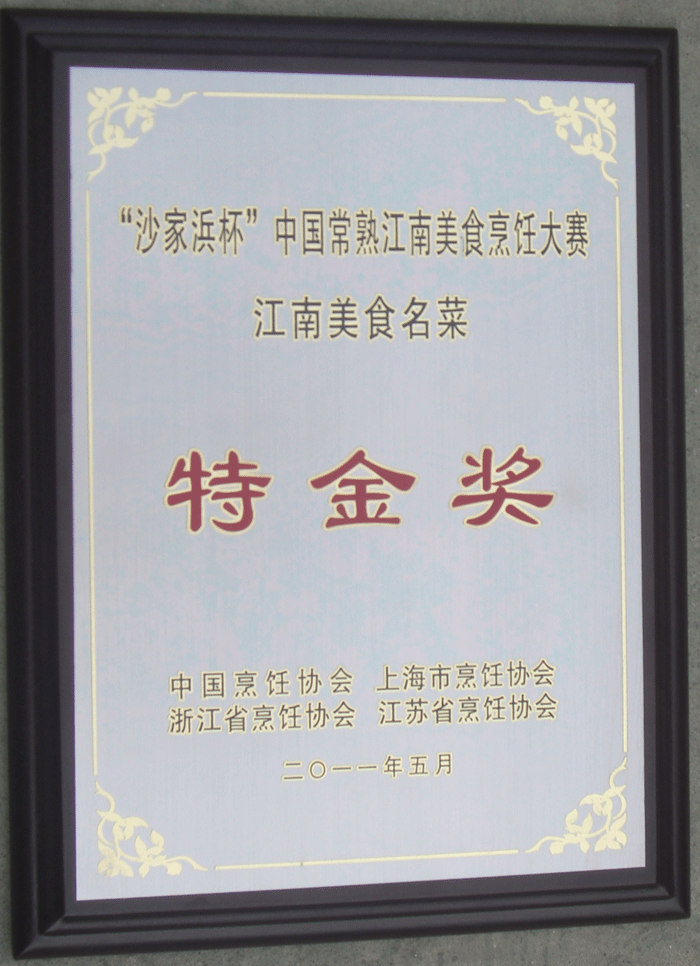 “沙家浜杯”中国常熟江南美食烹饪大赛
江南美食名菜
特金奖
中国烹饪协会 上海市烹饪协会
浙江省烹饪协会 江苏省烹饪协会
二〇一一年五月